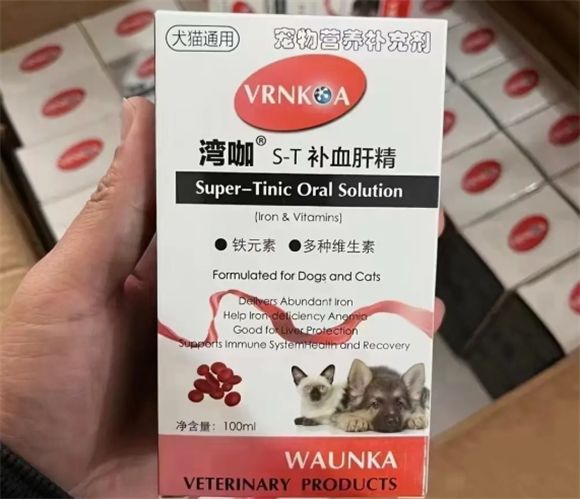 犬猫通用 宠物营养补充剂
VRNKOA
湾咖® S-T 补血肝精
Super-Tinic Oral Solution
(Iron & Vitamins)
● 铁元素 ● 多种维生素
Formulated for Dogs and Cats
Delivers Abundant Iron
Help Iron-deficiency Anemia
Good for Liver Protection
Supports Immune SystemHealth and Recovery
净含量: 100ml
WAUNKA
VETERINARY PRODUCTS